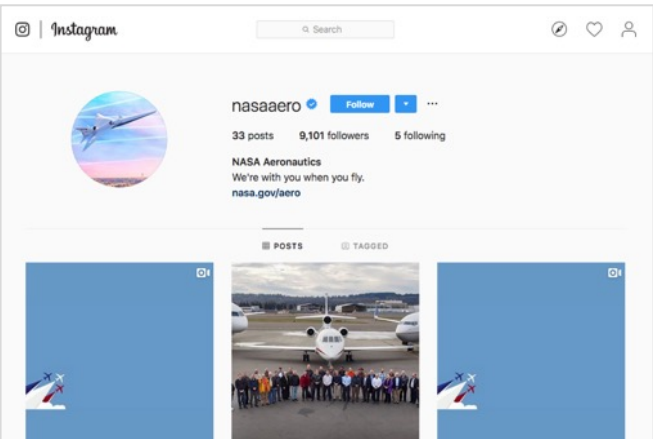 Instagram
Search
nasaaero Follow ...
33 posts 9,101 followers 5 following
NASA Aeronautics
We're with you when you fly.
nasa.gov/aero
POSTS TAGGED